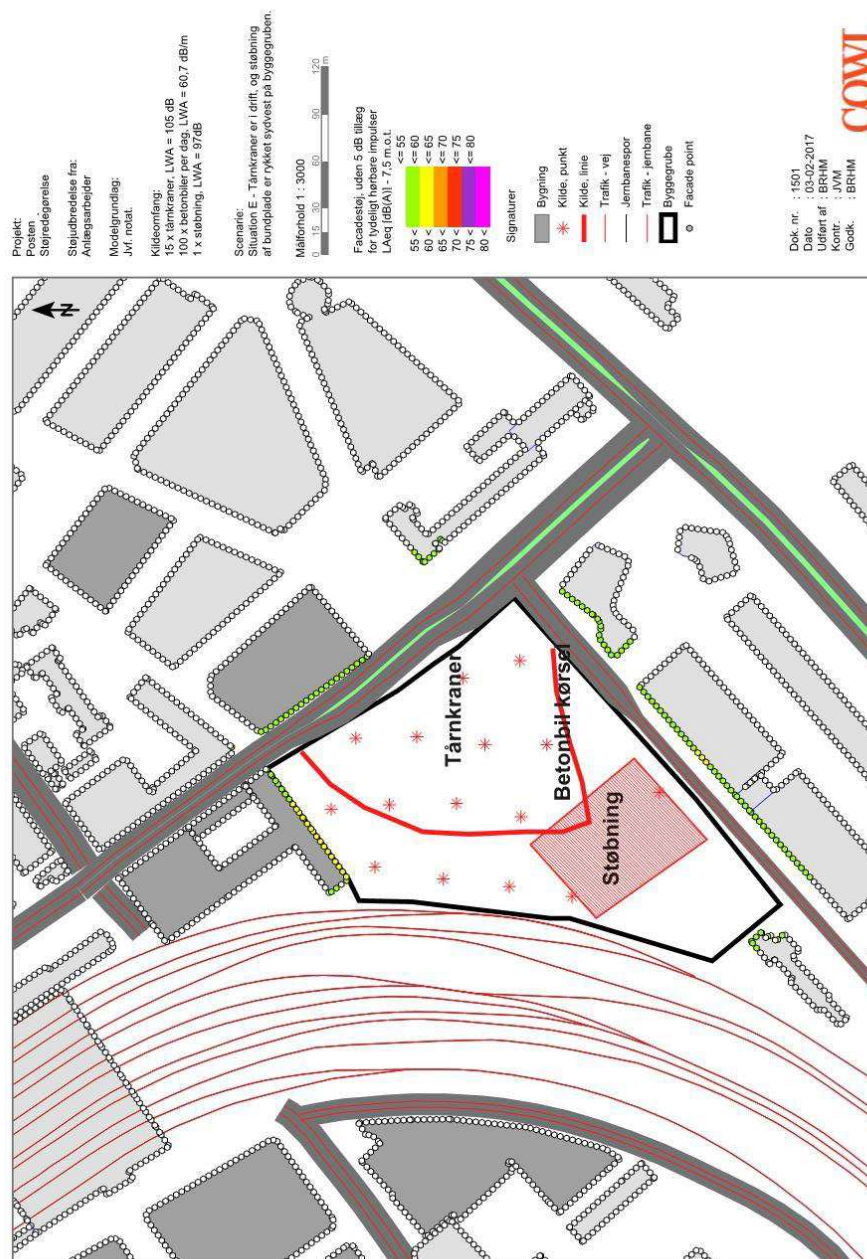 Projekt:
Posten
Støjredegørelse
Støjudbredelse fra:
Anlægsarbejder
Modelgrundlag:
Jvf. notat.
Kildeomfang:
15 x tårnkraner, LWA = 105 dB
100 x betonbiler per dag, LWA = 60,7 dB/m
1 x støbning, LWA = 97dB
Scenarie:
Situation E - Tårnkraner er i drift, og støbning
af bundplade er rykket sydvest på byggegruben.
Målforhold 1 : 3000
0 15 30 60 90 120
m
Facadestøj, uden 5 dB tillæg
for tydeligt hørbare impulser
LAeq [dB(A)] - 7,5 m.o.t.
<= 55
55 < <= 60
60 < <= 65
65 < <= 70
70 < <= 75
75 < <= 80
80 <
Signaturer
Bygning
Kilde, punkt
Kilde, linie
Trafik - vej
Jernbanespor
Trafik - jernbane
Byggegrube
Facade point
Dok. nr. : 1501
Dato : 03-02-2017
Udført af : BRHM
Kontr. : JVM
Godk. : BRHM
COWI
N
Tårnkraner
Betonbil kørsel
Støbning